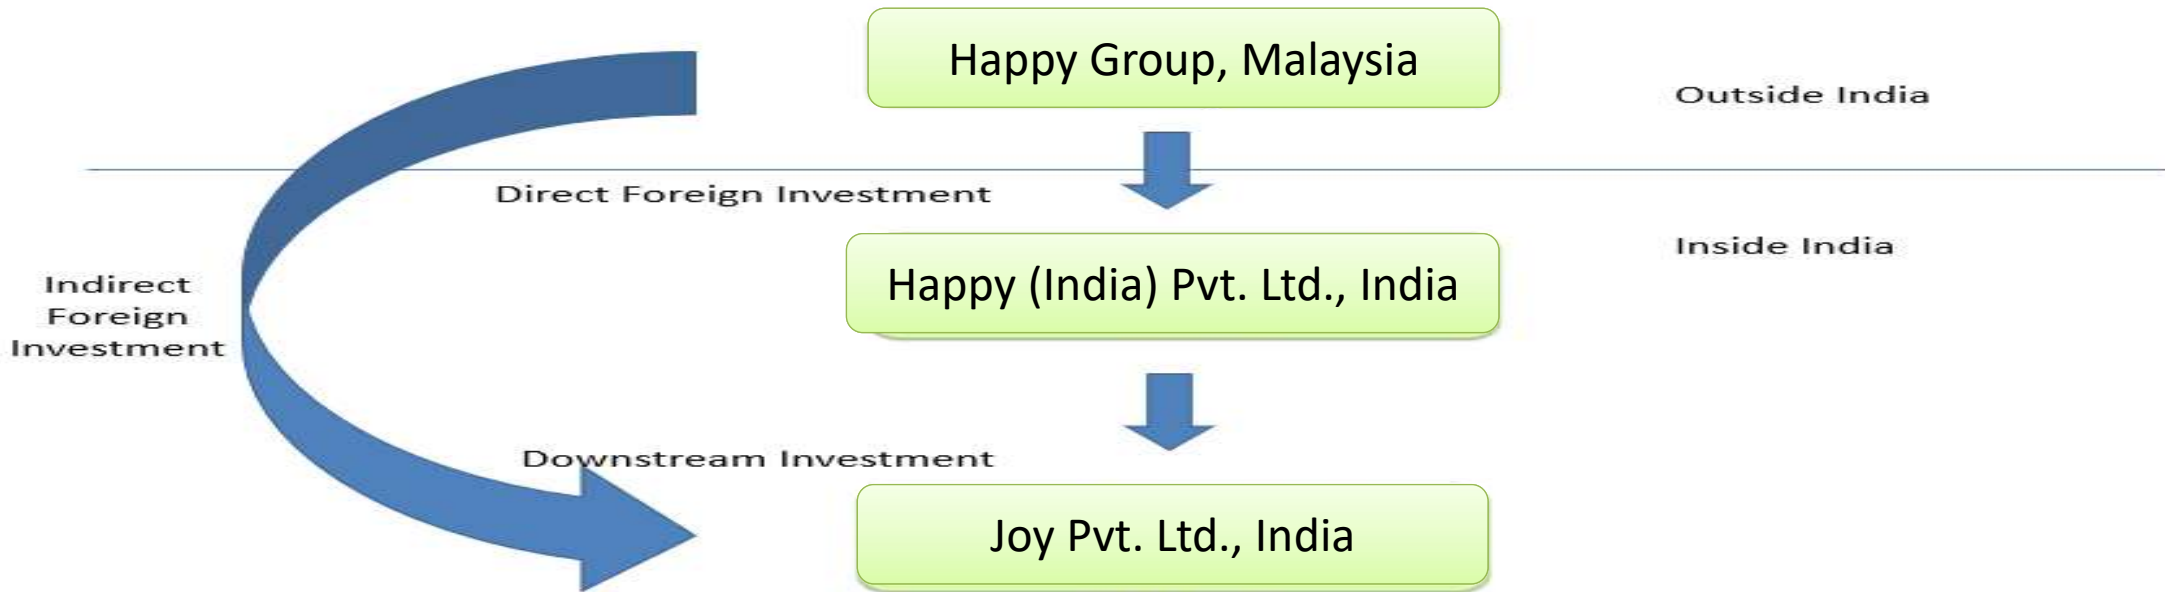 Happy Group, Malaysia
Outside India
Direct Foreign Investment
Inside India
Happy (India) Pvt. Ltd., India
Indirect
Foreign
Investment
Downstream Investment
Joy Pvt. Ltd., India